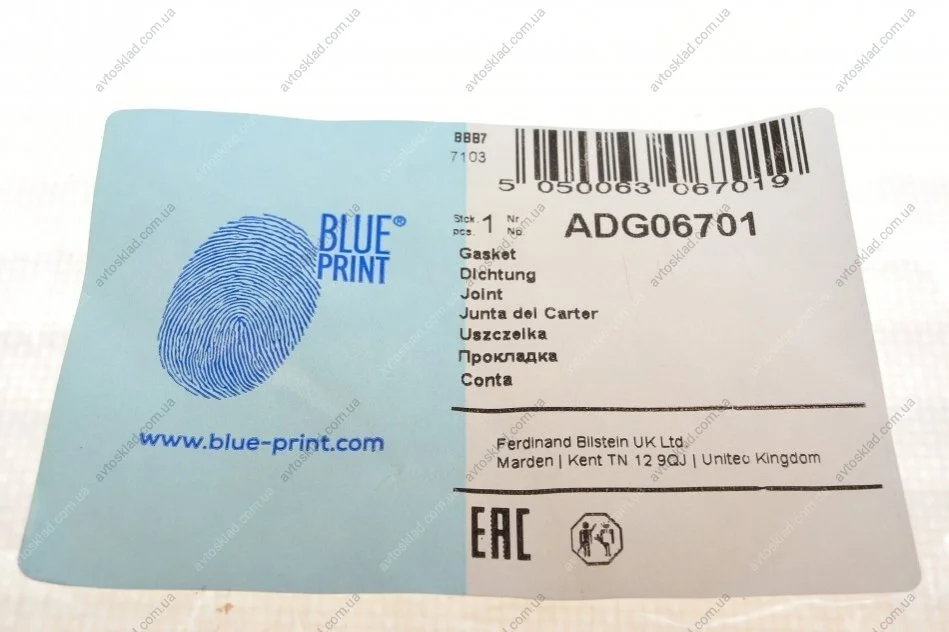 BBB7
7103
5 050063 067019
Stck. 1 Nr.
pcs. No.
ADG06701
BLUE®
PRINT
Gasket
Dichtung
Joint
Junta del Carter
Uszczelka
Прокладка
Conta
www.blue-print.com
Ferdinand Bilstein UK Ltd.
Marden | Kent TN 12 9QJ | United Kingdom
EAC
avtosklad.com.ua